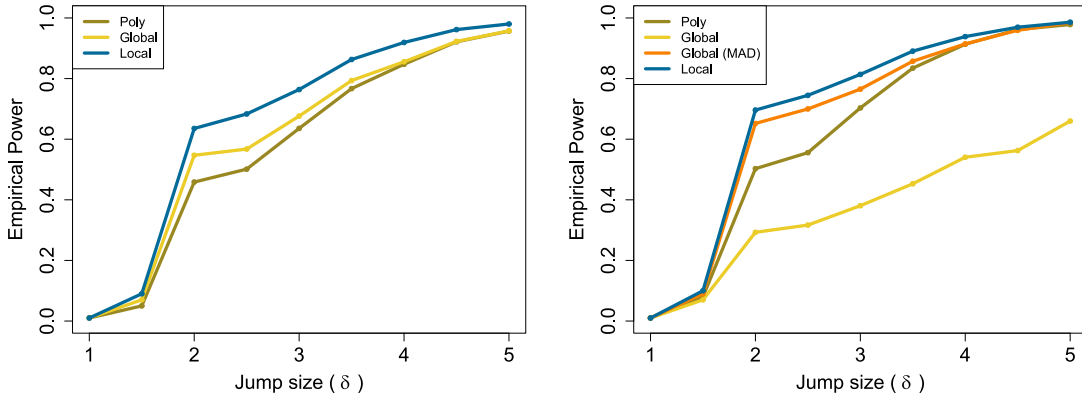 Poly
Global
Local
Empirical Power
0.0 0.2 0.4 0.6 0.8 1.0
1 2 3 4 5
Jump size ( δ )
Poly
Global
Global (MAD)
Local
Empirical Power
0.0 0.2 0.4 0.6 0.8 1.0
1 2 3 4 5
Jump size ( δ )